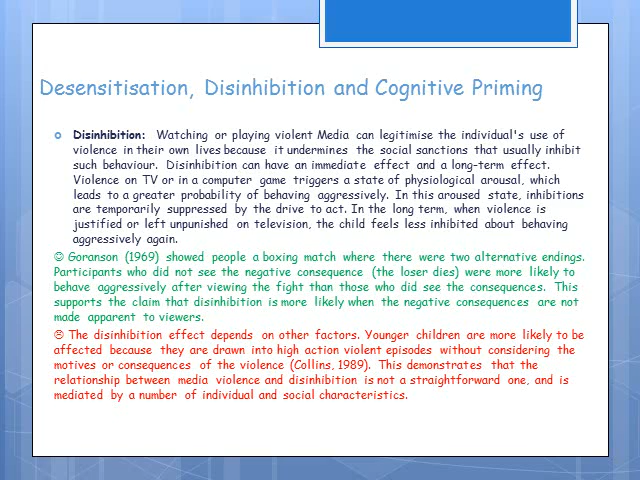 Desensitisation, Disinhibition and Cognitive Priming
Disinhibition: Watching or playing violent Media can legitimise the individual's use of
violence in their own lives because it undermines the social sanctions that usually inhibit
such behaviour. Disinhibition can have an immediate effect and a long-term effect.
Violence on TV or in a computer game triggers a state of physiological arousal, which
leads to a greater probability of behaving aggressively. In this aroused state, inhibitions
are temporarily suppressed by the drive to act. In the long term, when violence is
justified or left unpunished on television, the child feels less inhibited about behaving
aggressively again.
☺ Goranson (1969) showed people a boxing match where there were two alternative endings.
Participants who did not see the negative consequence (the loser dies) were more likely to
behave aggressively after viewing the fight than those who did see the consequences. This
supports the claim that disinhibition is more likely when the negative consequences are not
made apparent to viewers.
☹ The disinhibition effect depends on other factors. Younger children are more likely to be
affected because they are drawn into high action violent episodes without considering the
motives or consequences of the violence (Collins, 1989). This demonstrates that the
relationship between media violence and disinhibition is not a straightforward one, and is
mediated by a number of individual and social characteristics.